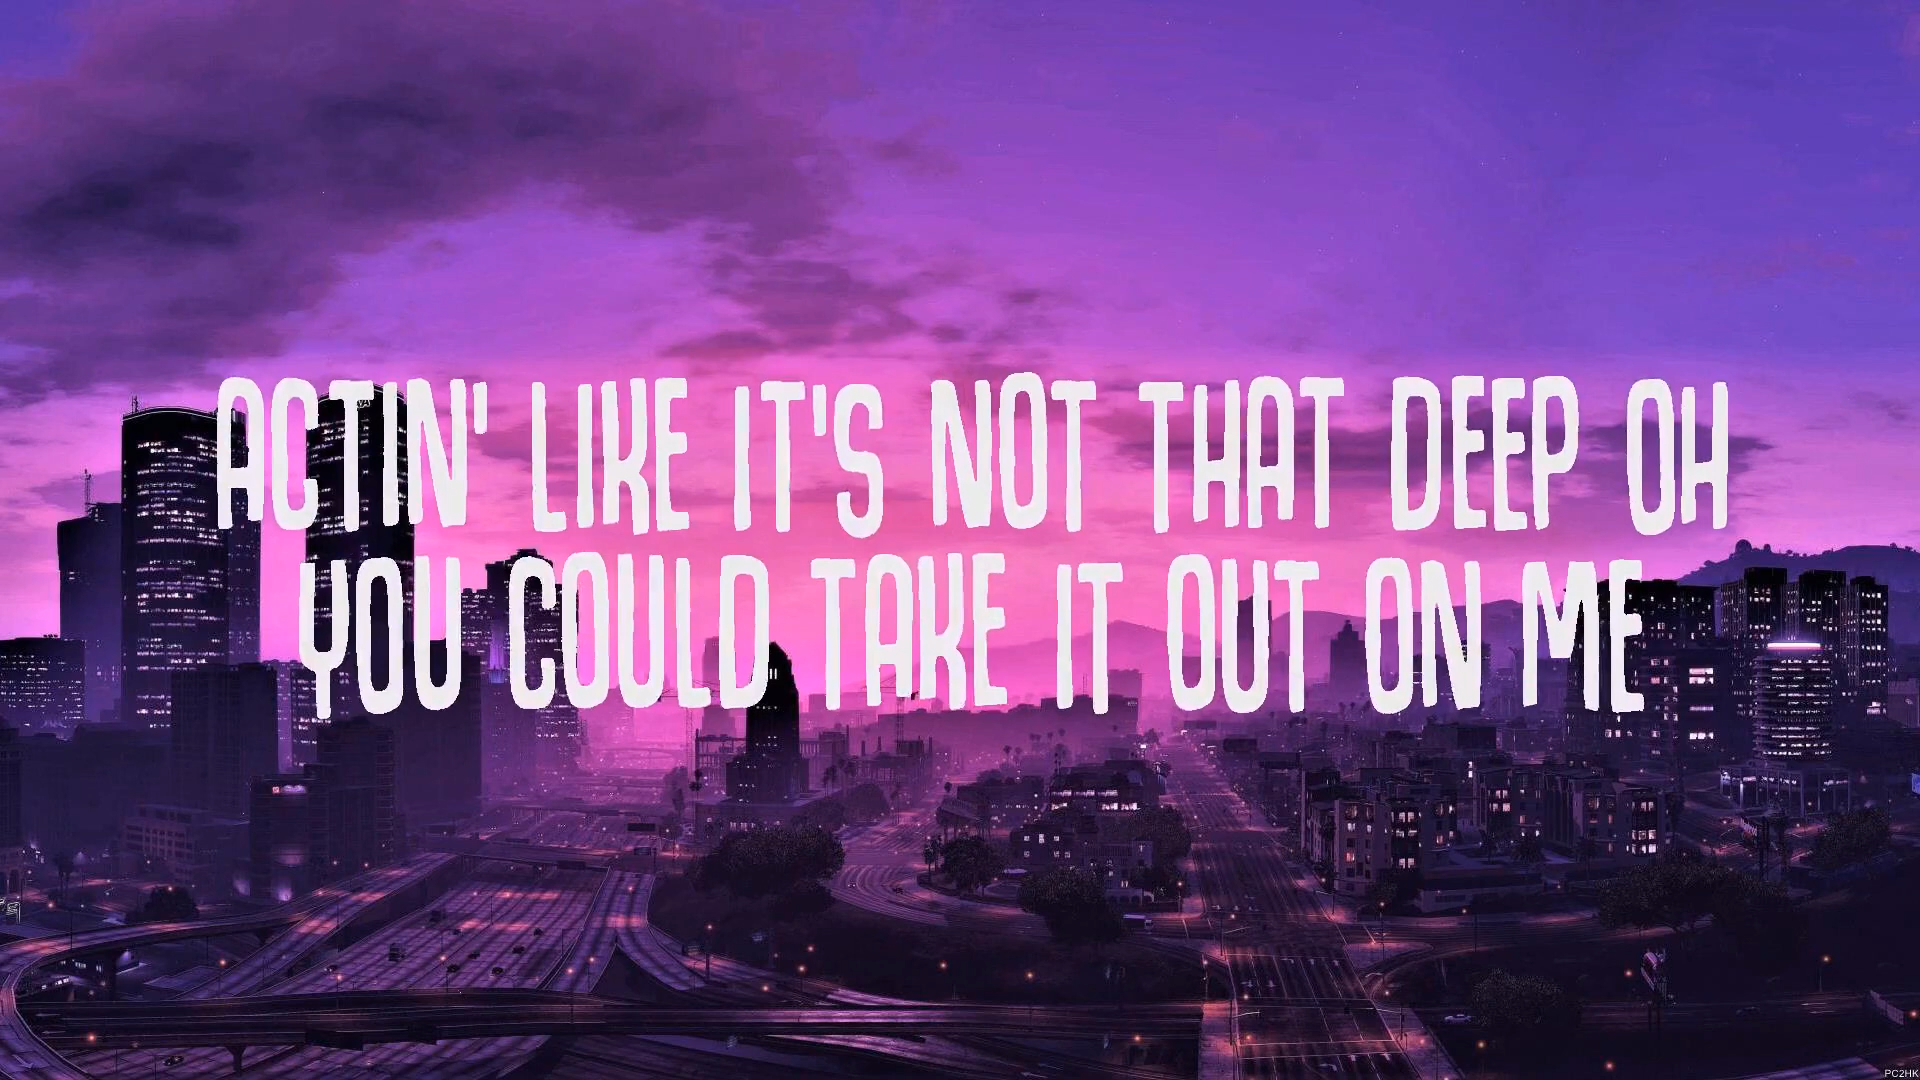 ACTIN' LIKE IT'S NOT THAT DEEP OH
YOU COULD TAKE IT OUT ON ME
PC2HK